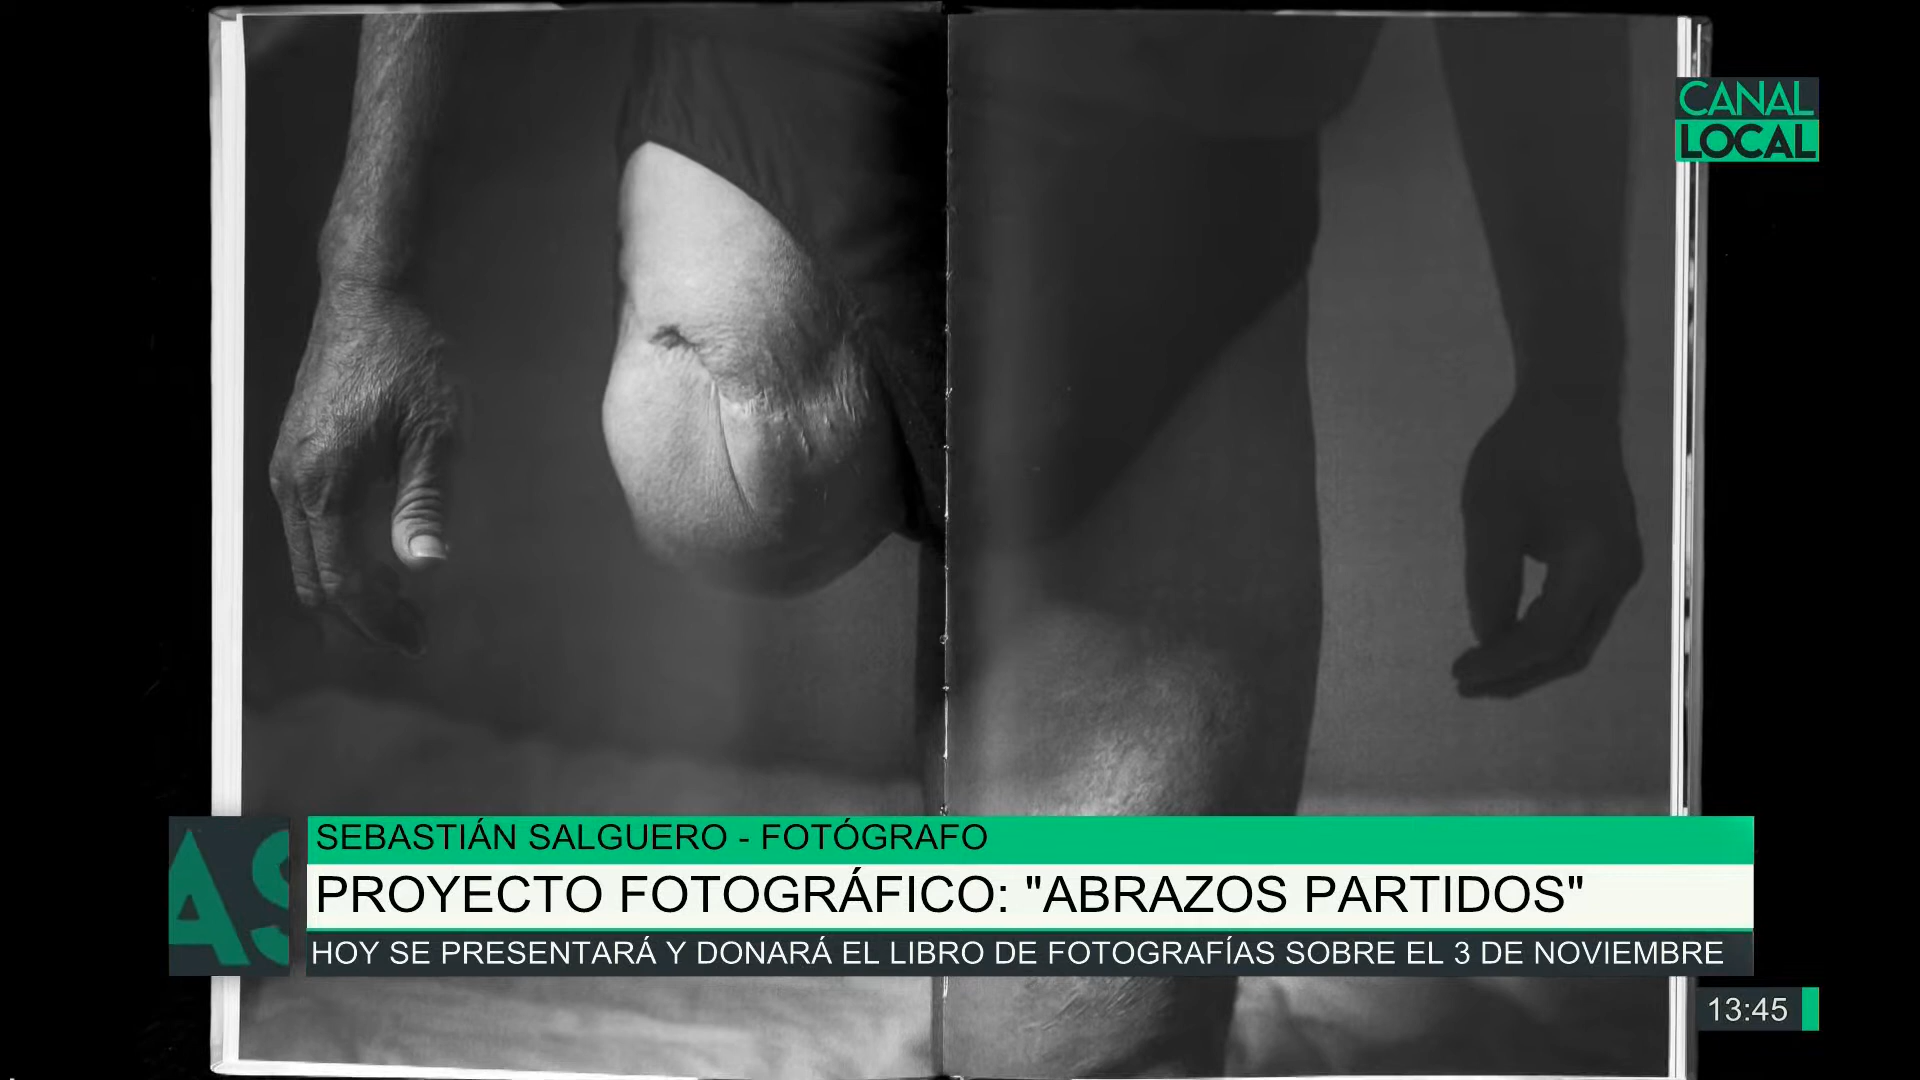 CANAL
LOCAL
SEBASTIÁN SALGUERO - FOTÓGRAFO
PROYECTO FOTOGRÁFICO: "ABRAZOS PARTIDOS"
AS
HOY SE PRESENTARÁ Y DONARÁ EL LIBRO DE FOTOGRAFÍAS SOBRE EL 3 DE NOVIEMBRE
13:45